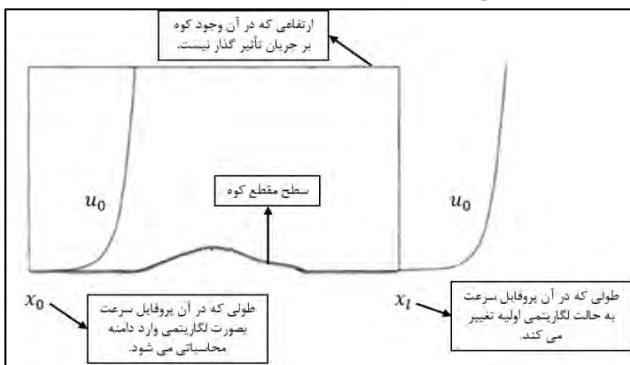 ارتفاعی که در آن وجود کوه
بر جریان تأثیر گذار نیست.
سطح مقطع کوه
u₀
u₀
x₀
طولی که در آن پروفایل سرعت
بصورت لگاریتمی وارد دامنه
محاسباتی می شود.
x_l
طولی که در آن پروفایل سرعت
به حالت لگاریتمی اولیه تغییر
می کند.